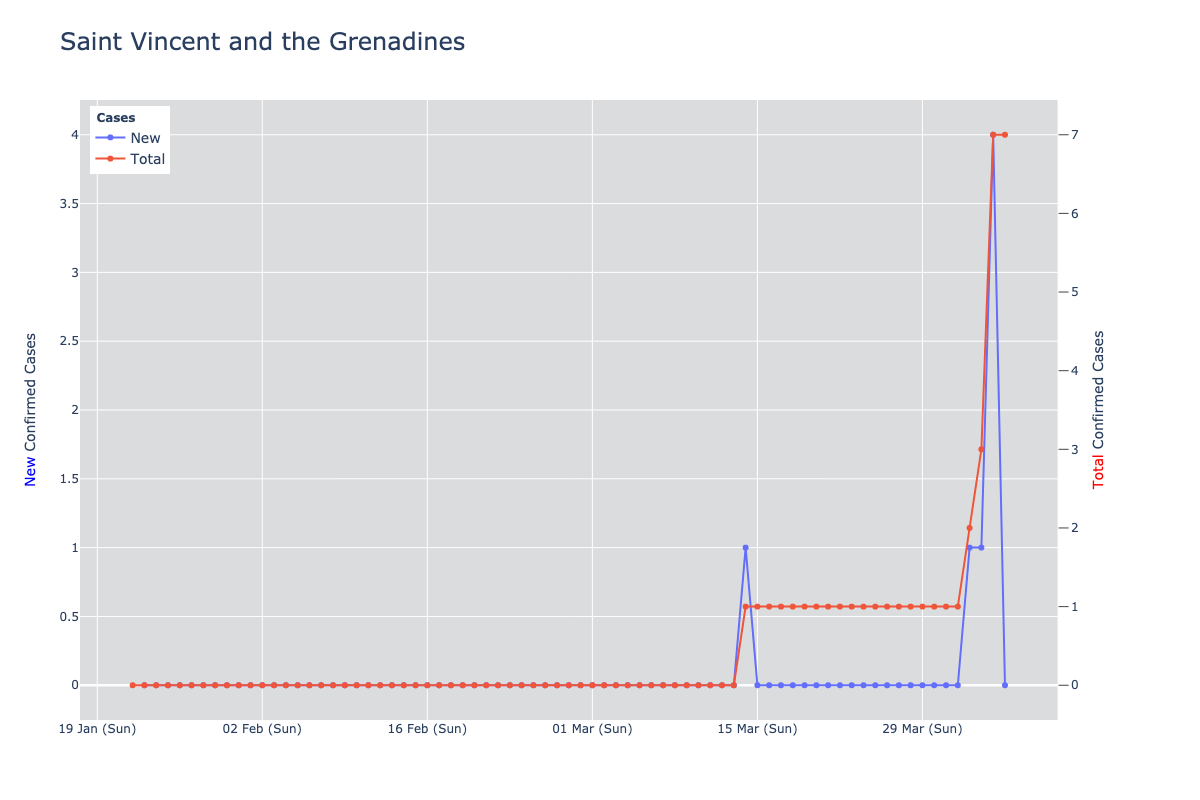 Saint Vincent and the Grenadines
Cases
New
Total
4
3.5
3
2.5
2
1.5
1
0.5
0
New Confirmed Cases
7
6
5
4
3
2
1
0
Total Confirmed Cases
19 Jan (Sun)
02 Feb (Sun)
16 Feb (Sun)
01 Mar (Sun)
15 Mar (Sun)
29 Mar (Sun)